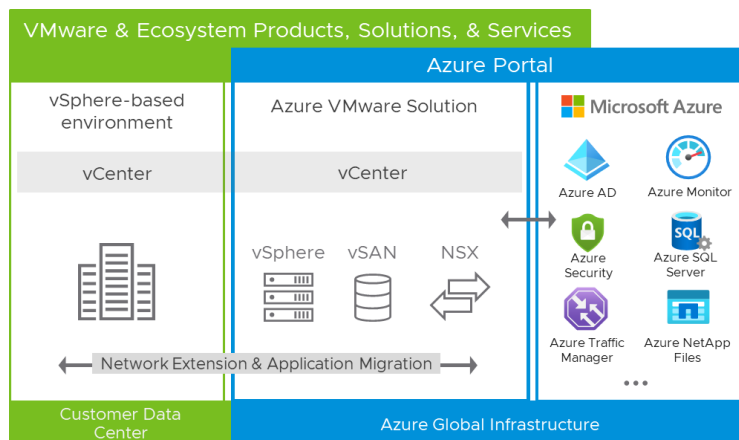 VMware & Ecosystem Products, Solutions, & Services
Azure Portal
vSphere-based
environment
Azure VMware Solution
Microsoft Azure
vCenter
vCenter
Azure AD
Azure Monitor
vSphere
vSAN
NSX
SQL
Azure
Security
Azure SQL
Server
Azure Traffic
Manager
Azure NetApp
Files
Network Extension & Application Migration
Customer Data
Center
Azure Global Infrastructure